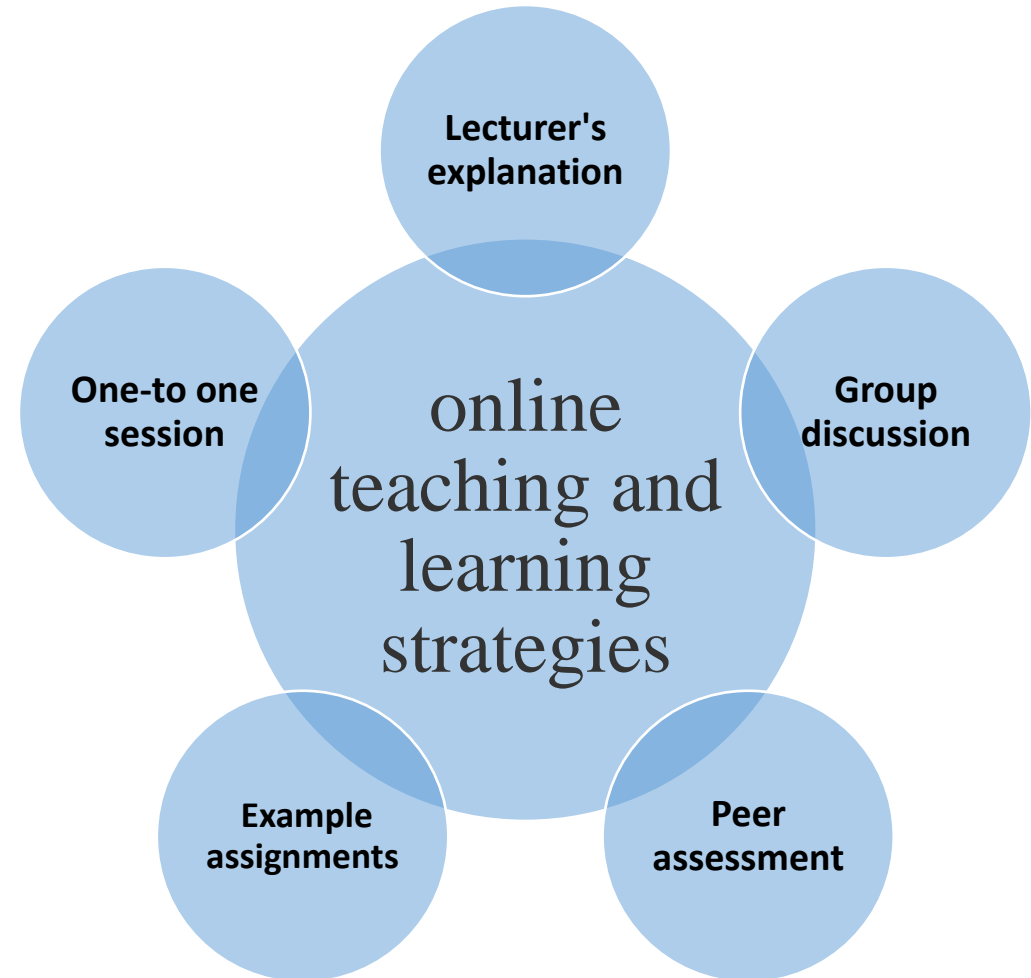 Lecturer's
explanation
One-to one
session
Group
discussion
online
teaching and
learning
strategies
Example
assignments
Peer
assessment